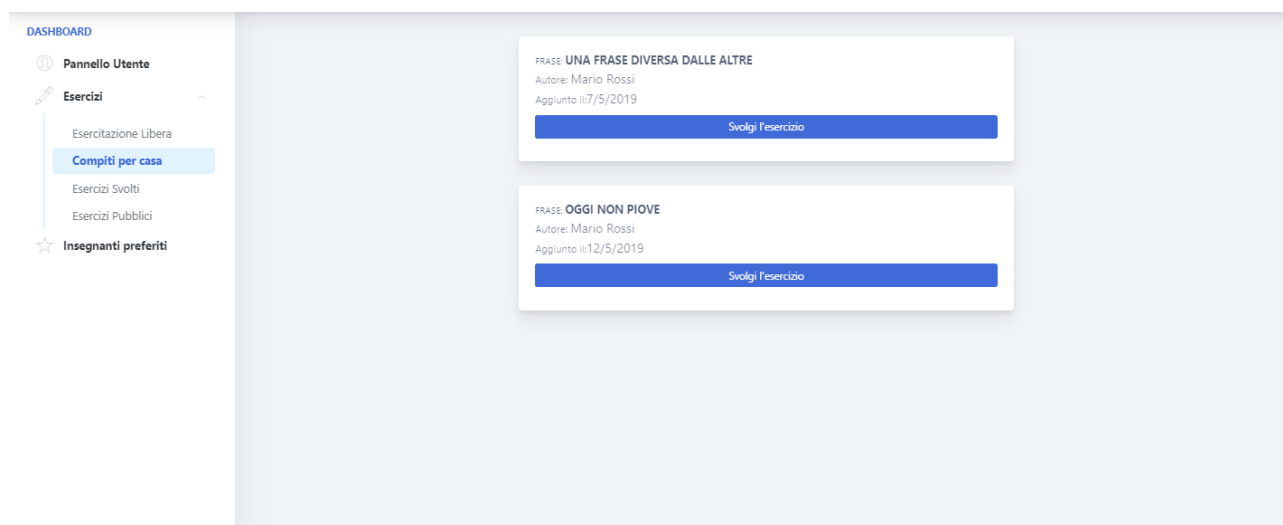 DASHBOARD
Pannello Utente
Esercizi
Esercitazione Libera
Compiti per casa
Esercizi Svolti
Esercizi Pubblici
Insegnanti preferiti
FRASE: UNA FRASE DIVERSA DALLE ALTRE
Autore: Mario Rossi
Aggiunto il:7/5/2019
Svolgi l'esercizio
FRASE: OGGI NON PIOVE
Autore: Mario Rossi
Aggiunto il:12/5/2019
Svolgi l'esercizio